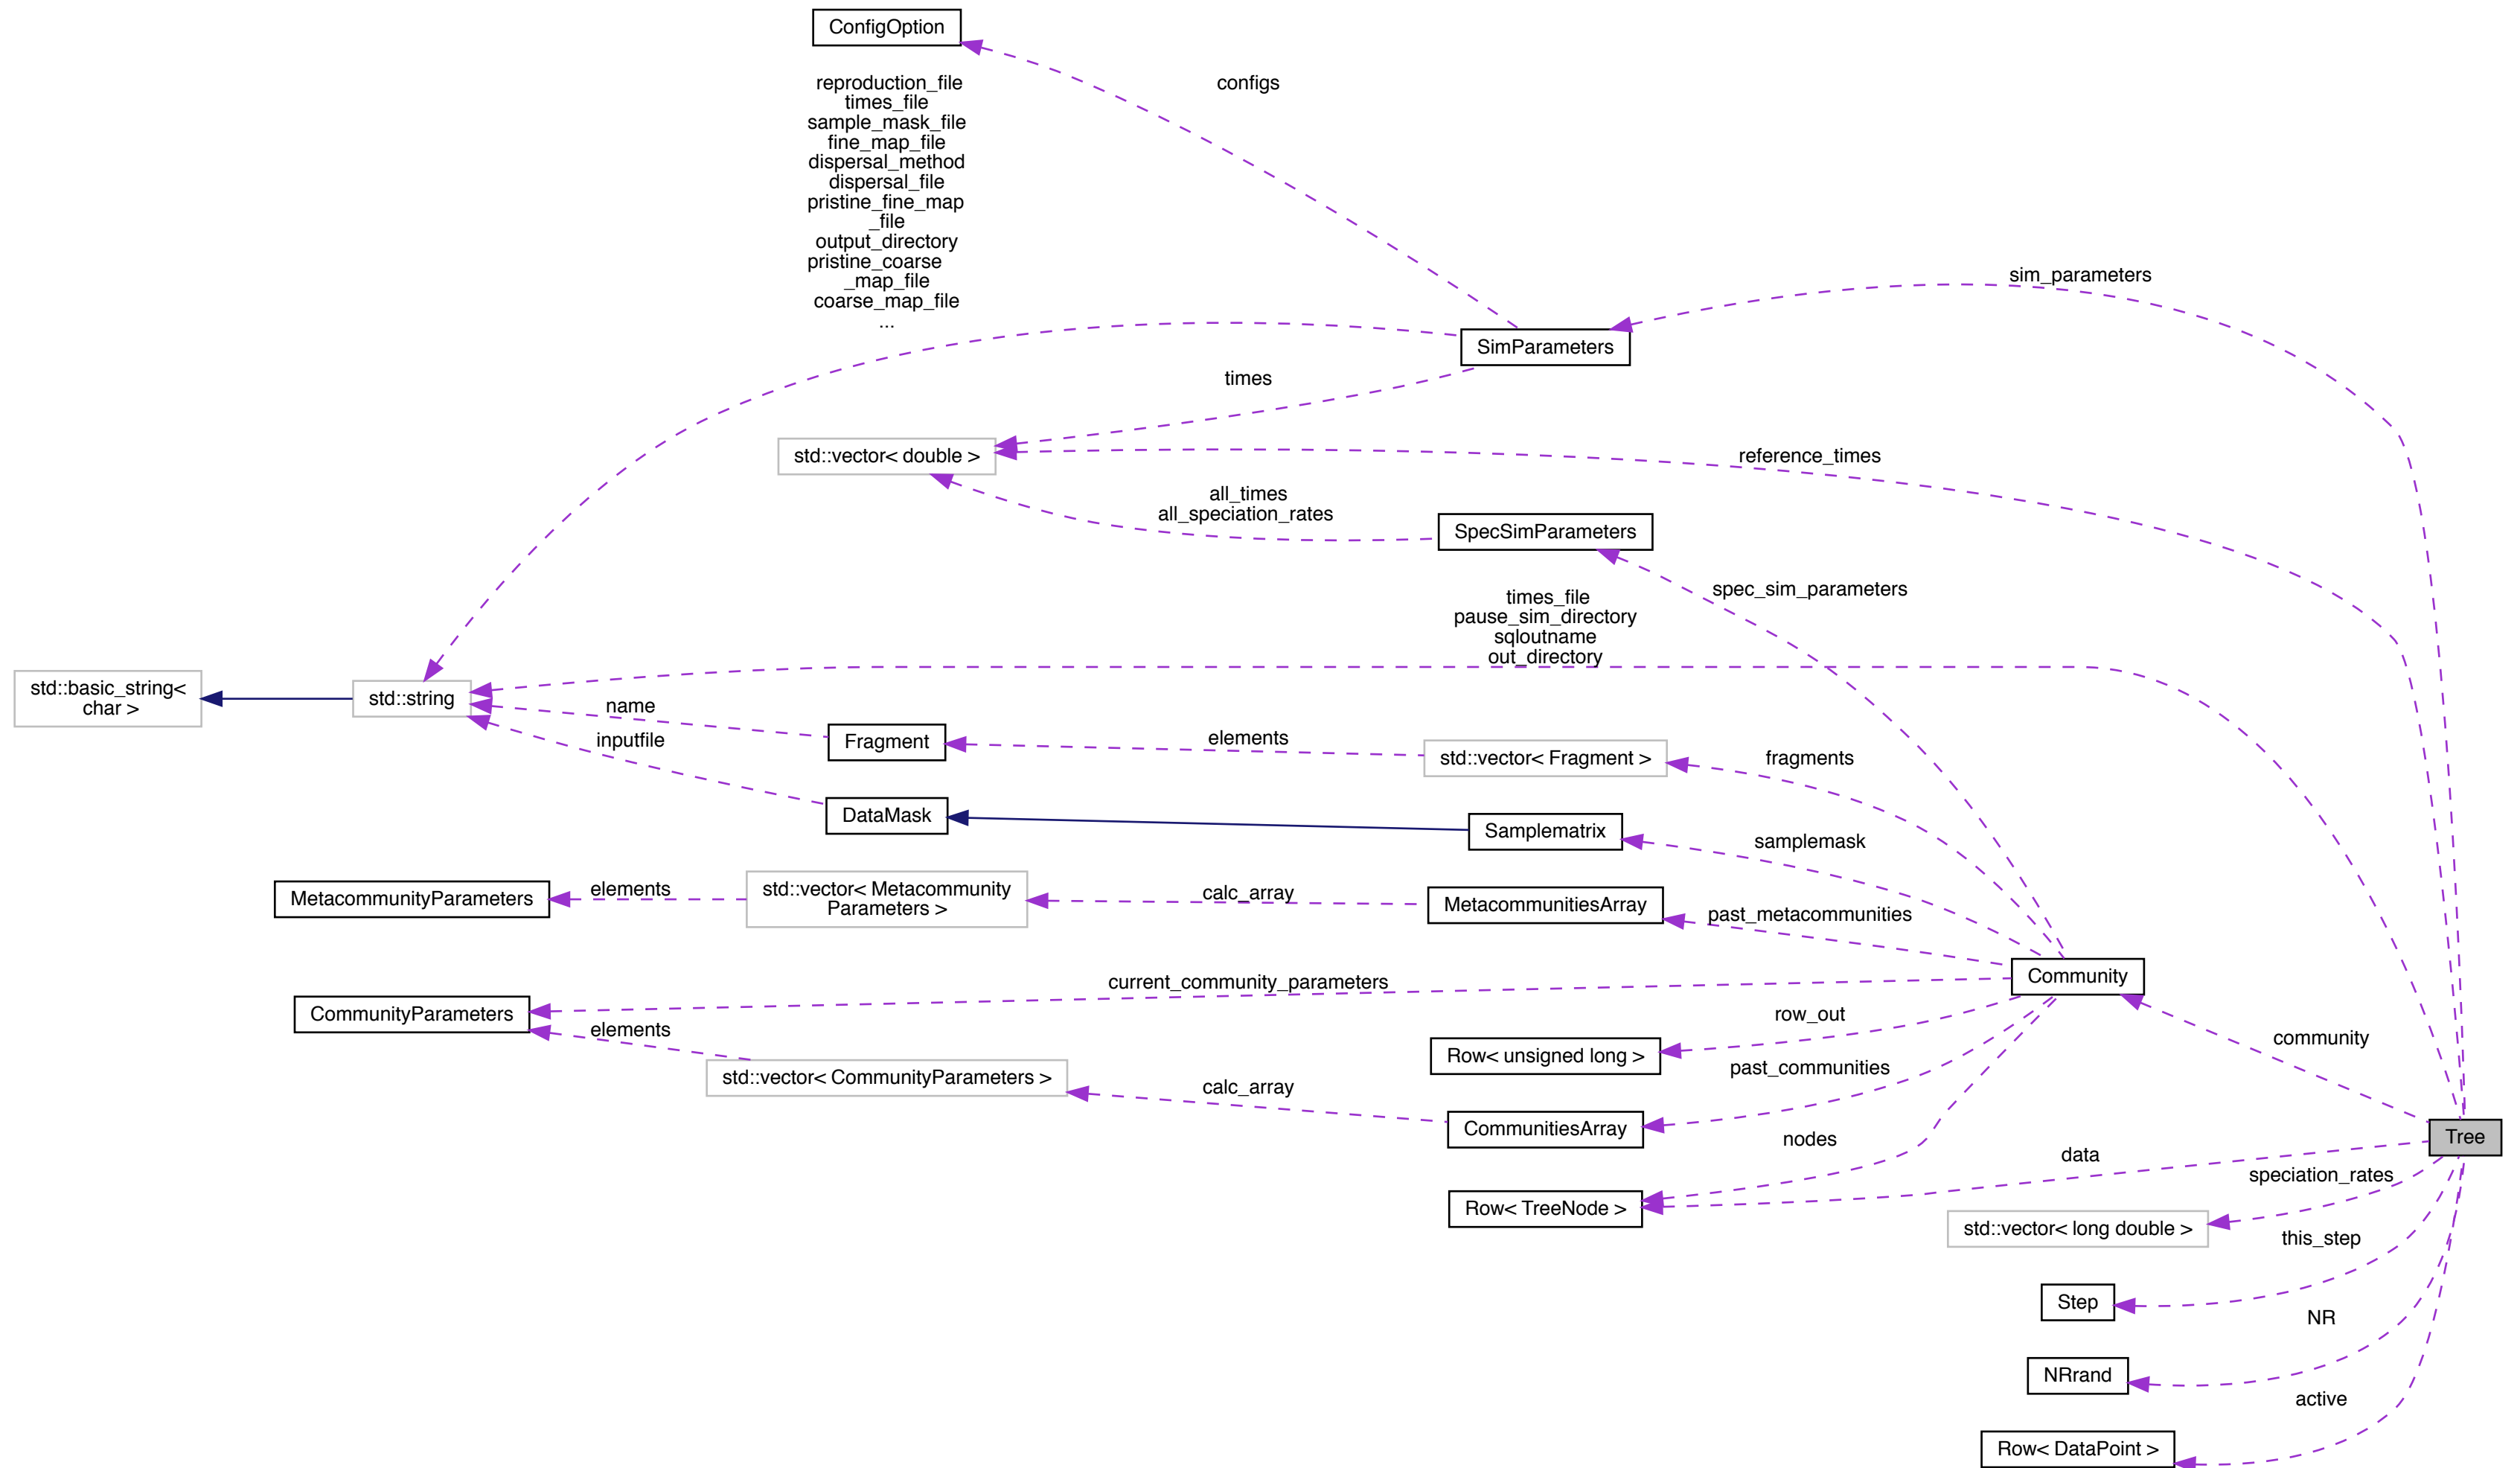 ConfigOption
configs
reproduction_file
times_file
sample_mask_file
fine_map_file
dispersal_method
dispersal_file
pristine_fine_map
_file
output_directory
pristine_coarse
_map_file
coarse_map_file
...
sim_parameters
SimParameters
times
std::vector< double >
reference_times
all_times
all_speciation_rates
SpecSimParameters
spec_sim_parameters
times_file
pause_sim_directory
sqloutname
out_directory
std::basic_string<
char >
std::string
name
inputfile
Fragment
elements
std::vector< Fragment >
fragments
DataMask
Samplematrix
samplemask
MetacommunityParameters
elements
std::vector< Metacommunity
Parameters >
calc_array
MetacommunitiesArray
past_metacommunities
Community
current_community_parameters
CommunityParameters
elements
row_out
Row< unsigned long >
community
std::vector< CommunityParameters >
calc_array
past_communities
CommunitiesArray
nodes
Tree
data
speciation_rates
Row< TreeNode >
std::vector< long double >
this_step
Step
NR
NRrand
active
Row< DataPoint >